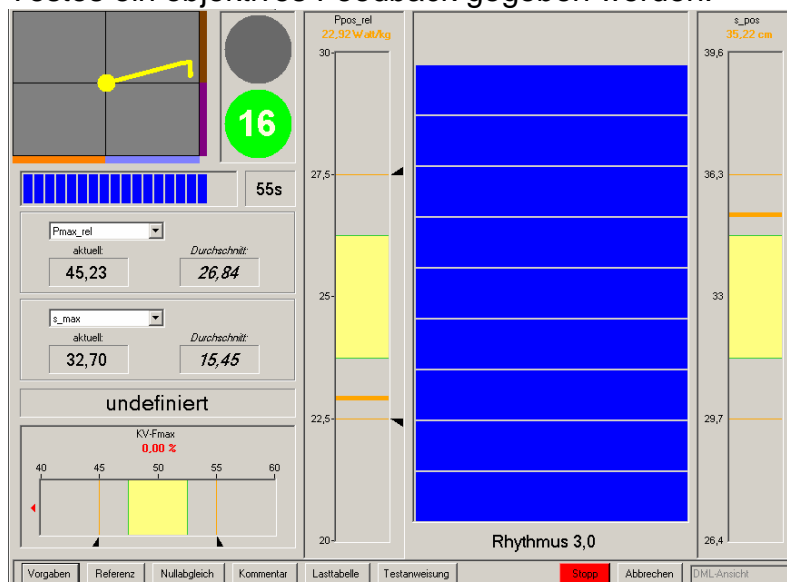 Testes ein objektives Feedback gegeben werden.
Ppos_rel
22,92 Watt/kg
s_pos
35,22 cm
30
27,5
25
22,5
20
39,6
36,3
33
29,7
26,4
16
55s
Pmax_rel
aktuell:
Durchschnitt:
45,23
26,84
s_max
aktuell:
Durchschnitt:
32,70
15,45
undefiniert
KV-Fmax
0,00 %
40 45 50 55 60
Rhythmus 3,0
Vorgaben Referenz Nullabgleich Kommentar Lasttabelle Testanweisung Stopp Abbrechen DML-Ansicht